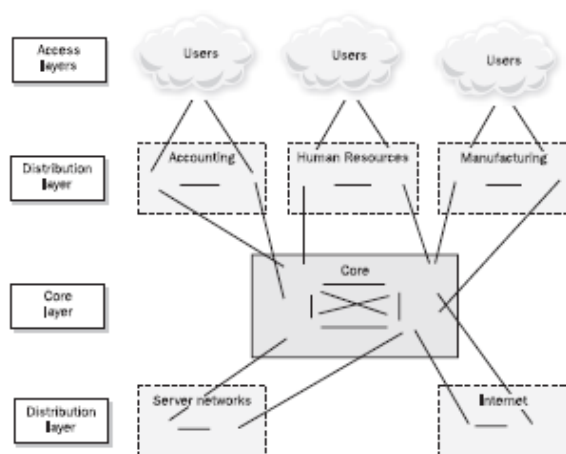 Access
layers
Users
Users
Users
Distribution
layer
Accounting
Human Resources
Manufacturing
Core
layer
Core
Distribution
layer
Server networks
Internet